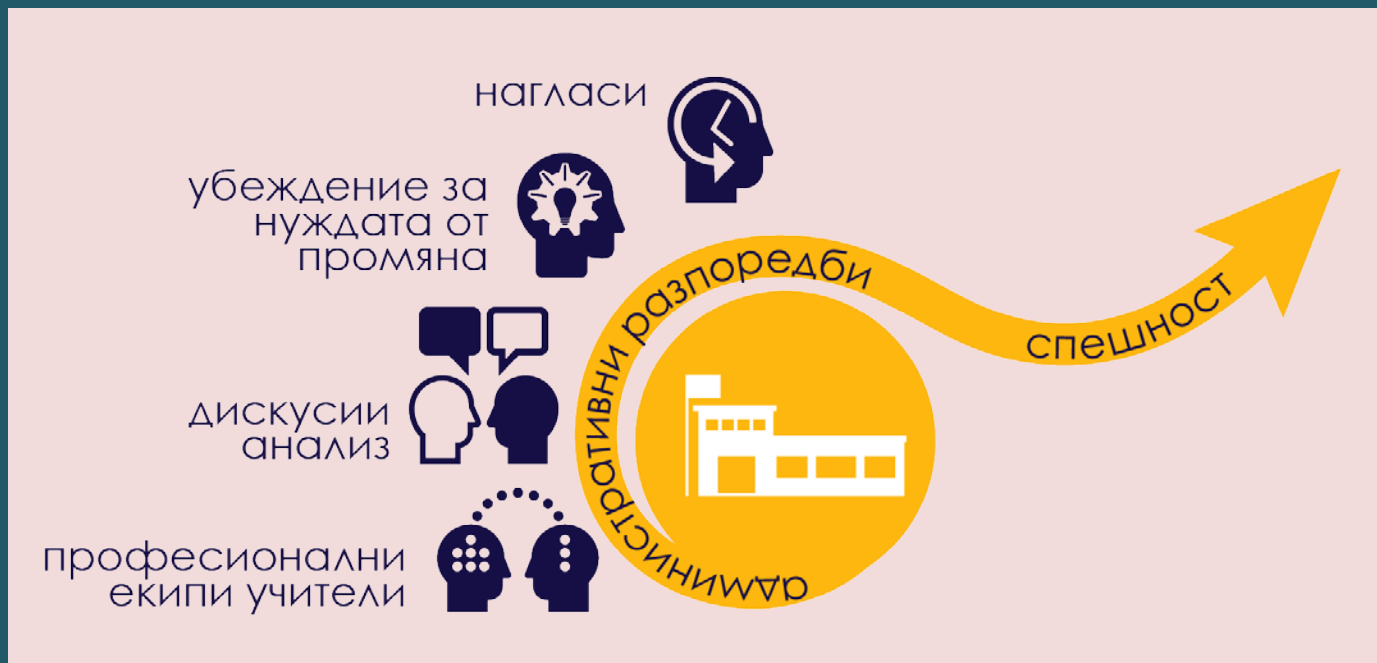 нагласи
убеждение за
нуждата от
промяна
дискусии
анализ
професионални
екипи учители
административни разпоредби
спешност